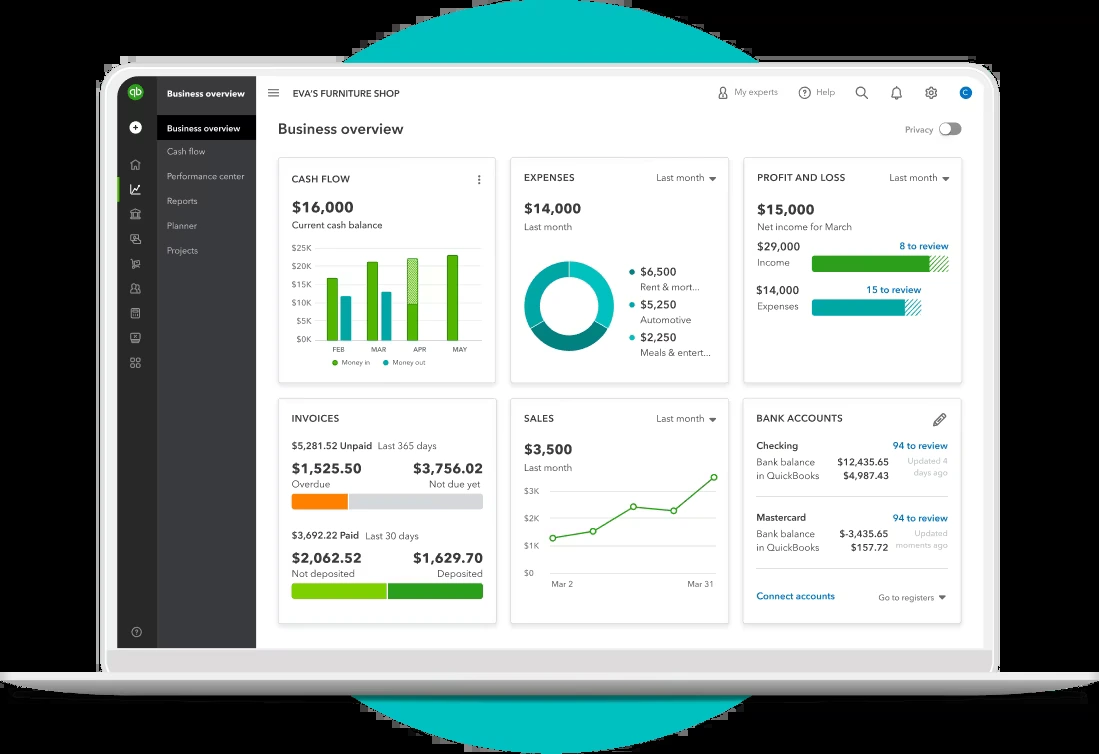 qb
Business overview
Business overview
Cash flow
Performance center
Reports
Planner
Projects
EVA'S FURNITURE SHOP
My experts
Help
C
Business overview
Privacy
CASH FLOW
$16,000
Current cash balance
$25K
$20K
$15K
$10K
$5K
$0K
FEB MAR APR MAY
Money in Money out
EXPENSES Last month
$14,000
Last month
$6,500
Rent & mort...
$5,250
Automotive
$2,250
Meals & entert...
PROFIT AND LOSS Last month
$15,000
Net income for March
$29,000 8 to review
Income
$14,000 15 to review
Expenses
INVOICES
$5,281.52 Unpaid Last 365 days
$1,525.50 $3,756.02
Overdue Not due yet
$3,692.22 Paid Last 30 days
$2,062.52 $1,629.70
Not deposited Deposited
SALES Last month
$3,500
Last month
$3K
$2K
$1K
$0
Mar 2 Mar 31
BANK ACCOUNTS
Checking 94 to review
Bank balance $12,435.65 Updated 4
in QuickBooks $4,987.43 days ago
Mastercard 94 to review
Bank balance $-3,435.65 Updated
in QuickBooks $157.72 moments ago
Connect accounts Go to registers